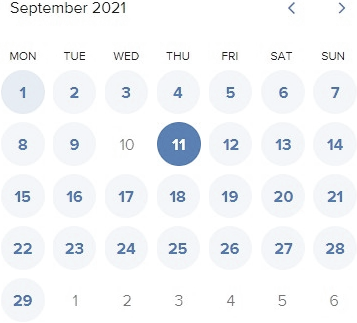 September 2021
MON TUE WED THU FRI SAT SUN
1 2 3 4 5 6 7
8 9 10 11 12 13 14
15 16 17 18 19 20 21
22 23 24 25 26 27 28
29 1 2 3 4 5 6